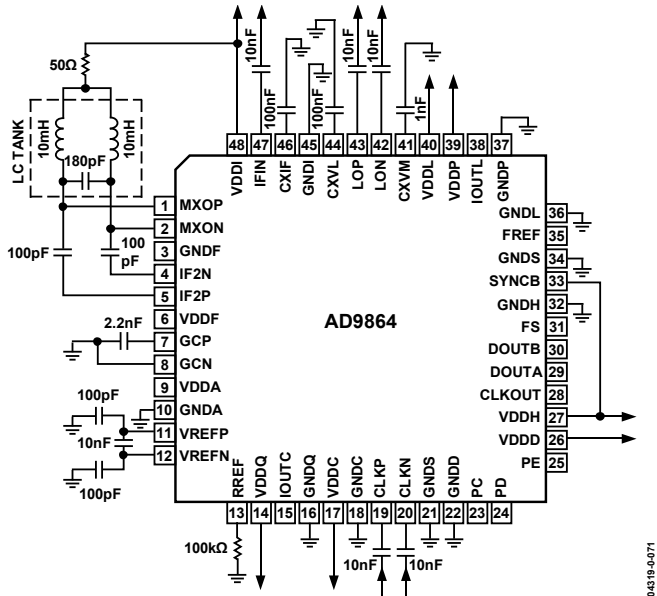 10nF
10nF
10nF
50Ω
100nF
100nF
1nF
LC TANK
10mH
10mH
180pF
48 47 46 45 44 43 42 41 40 39 38 37
VDDI
IFIN
CXIF
GNDI
CXVL
LOP
LON
CXVM
VDDL
VDDP
IOUTL
GNDP
1 MXOP
2 MXON
3 GNDF
4 IF2N
5 IF2P
6 VDDF
7 GCP
8 GCN
9 VDDA
10 GNDA
11 VREFP
12 VREFN
100pF
100
pF
2.2nF
100pF
10nF
100pF
AD9864
GNDL 36
FREF 35
GNDS 34
SYNCB 33
GNDH 32
FS 31
DOUTB 30
DOUTA 29
CLKOUT 28
VDDH 27
VDDD 26
PE 25
RREF
VDDQ
IOUTC
GNDQ
VDDC
GNDC
CLKP
CLKN
GNDS
GNDD
PC
PD
13 14 15 16 17 18 19 20 21 22 23 24
100kΩ
10nF
10nF
04319-0-071